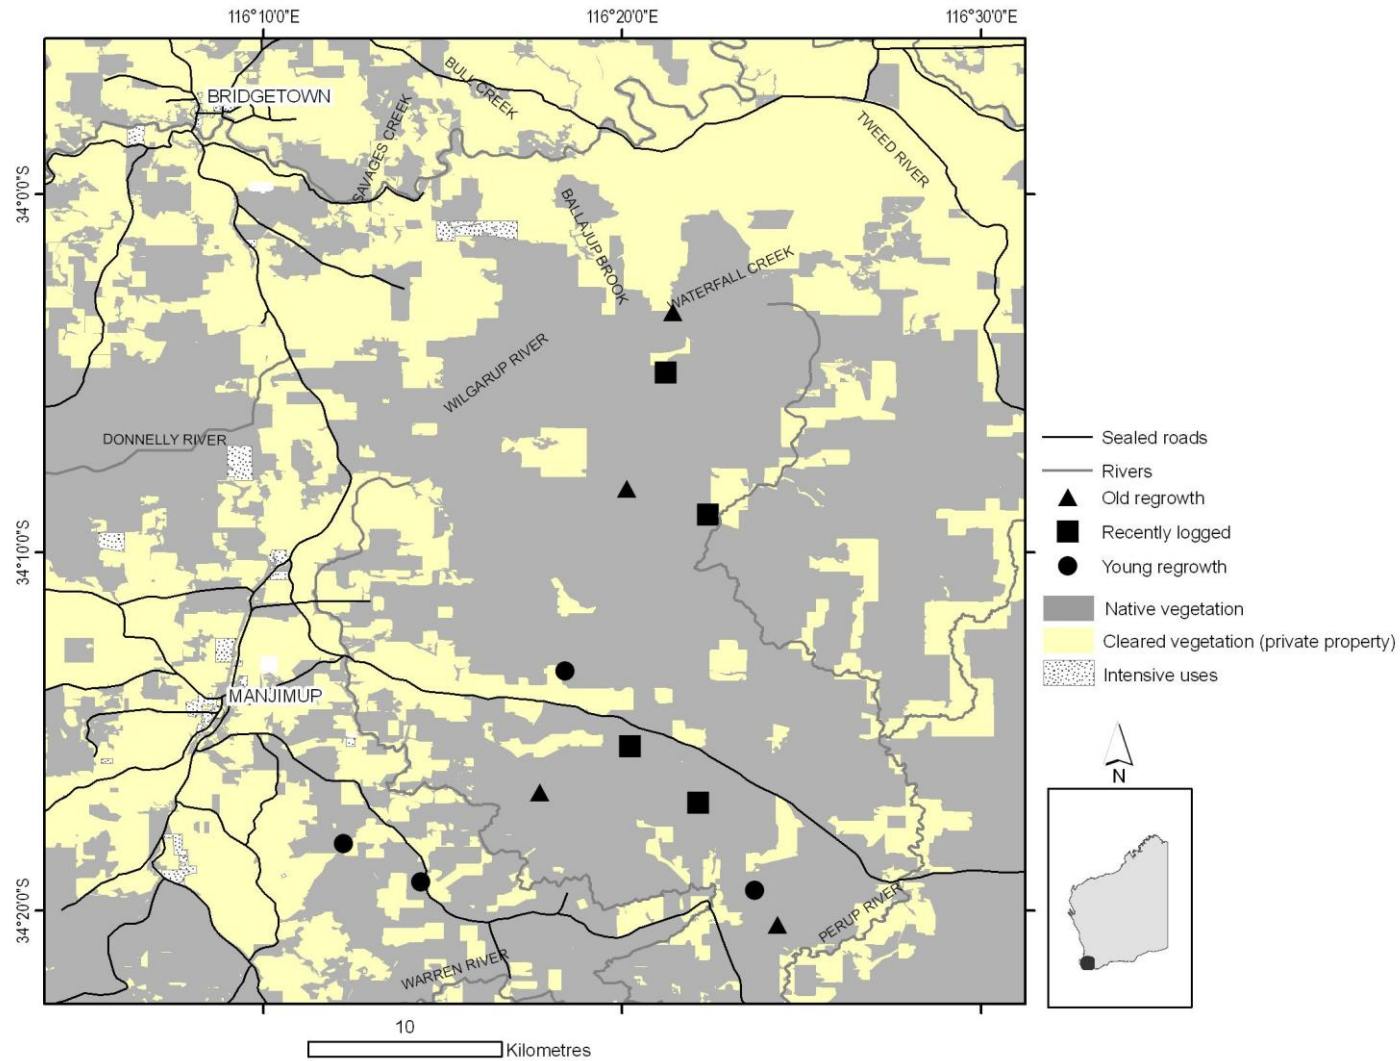 116°10'0"E
116°20'0"E
116°30'0"E
BULL CREEK
BRIDGETOWN
SAVAGES CREEK
TWEED RIVER
34°0'0"S
BALLAJUP BROOK
WATERFALL CREEK
WILGARUP RIVER
DONNELLY RIVER
34°10'0"S
MANJIMUP
34°20'0"S
PERUP RIVER
WARREN RIVER
Sealed roads
Rivers
Old regrowth
Recently logged
Young regrowth
Native vegetation
Cleared vegetation (private property)
Intensive uses
N
10
Kilometres